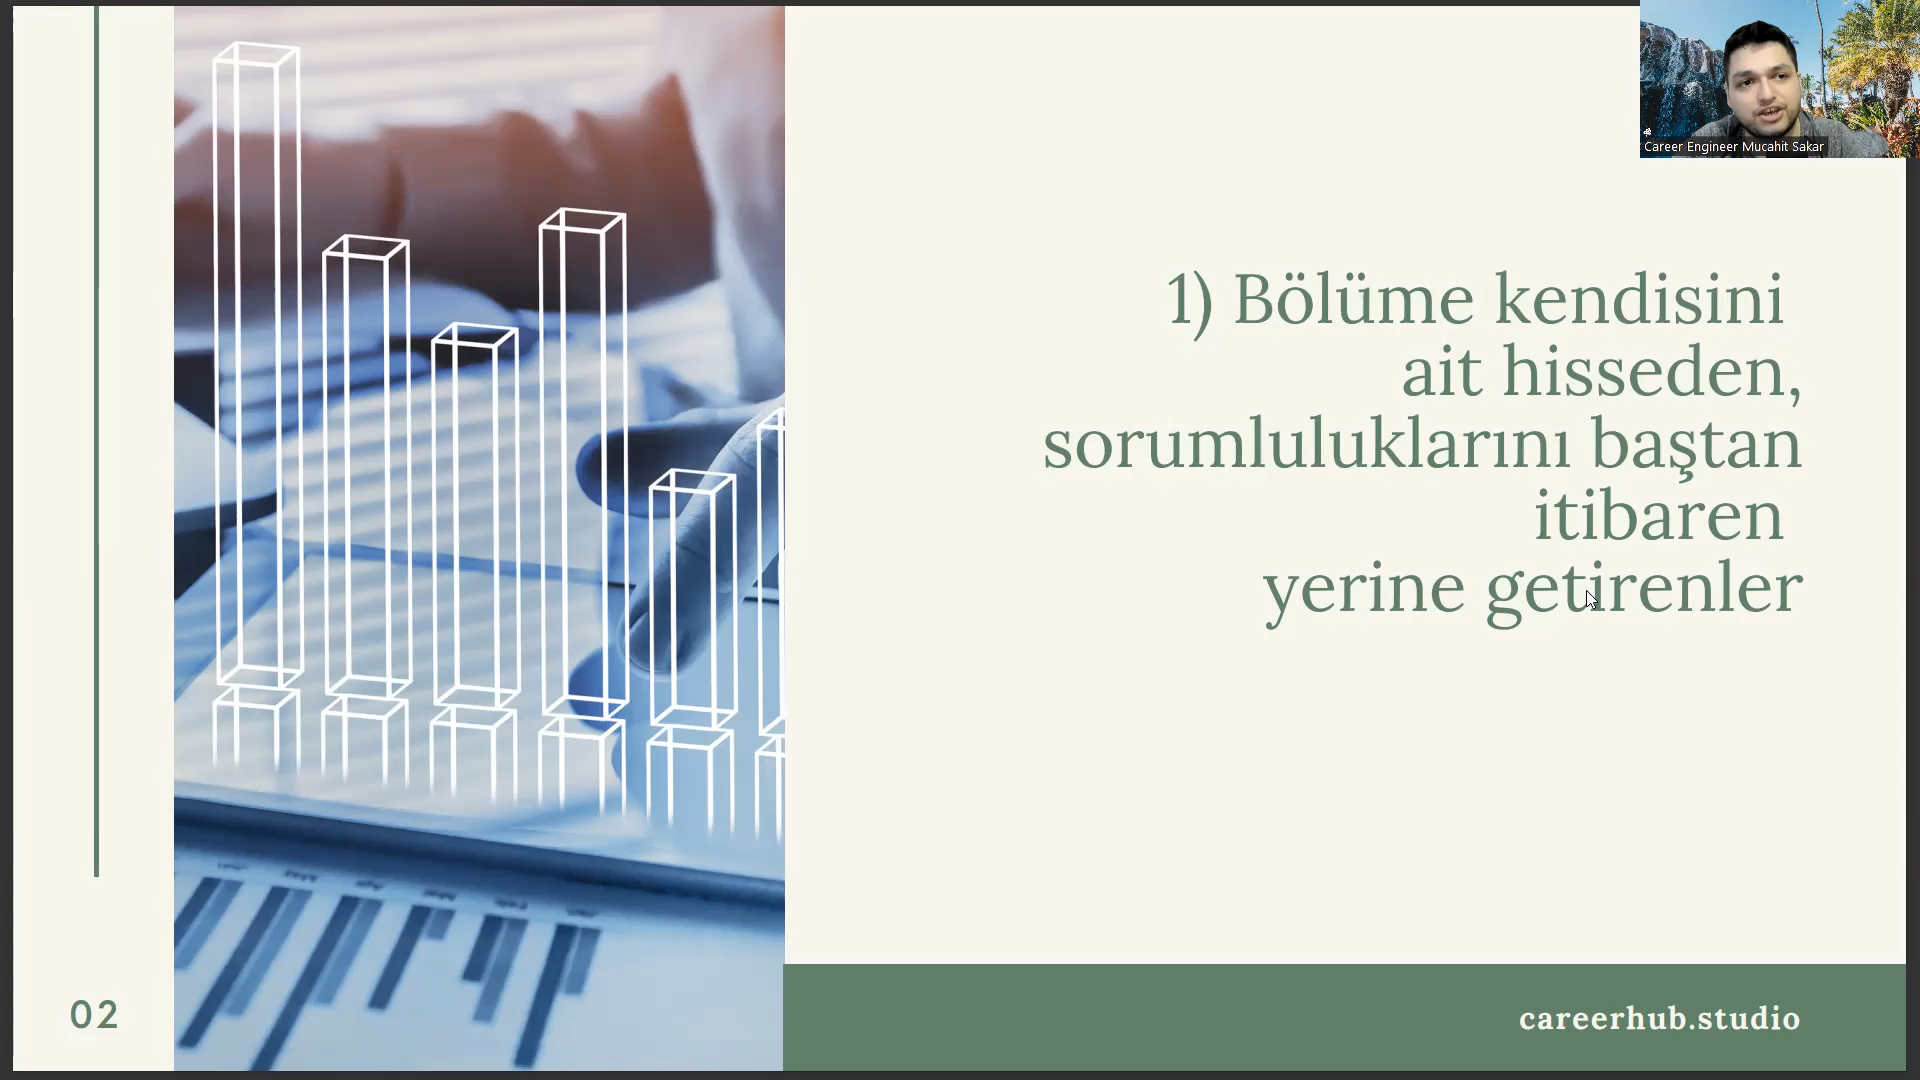 Career Engineer Mucahit Sakar
1) Bölüme kendisini
ait hisseden,
sorumluluklarını baştan
itibaren
yerine getirenler
02
careerhub.studio